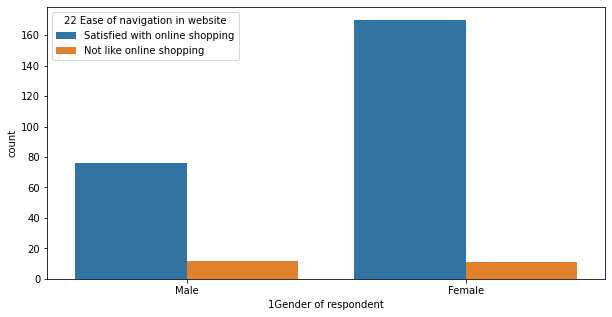 22 Ease of navigation in website
Satisfied with online shopping
Not like online shopping
160
140
120
100
80
60
40
20
0
count
Male
Female
1Gender of respondent